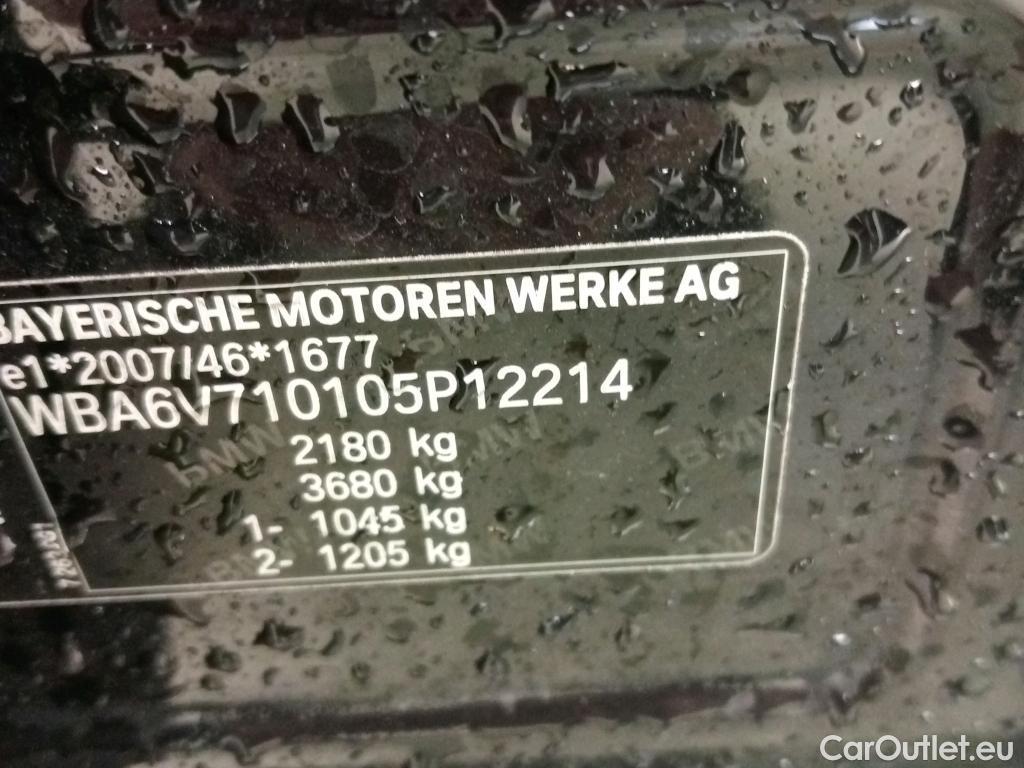 BAYERISCHE MOTOREN WERKE AG
e1*2007/46*1677
WBA6V710105P12214
2180 kg
3680 kg
1- 1045 kg
2- 1205 kg
CarOutlet.eu